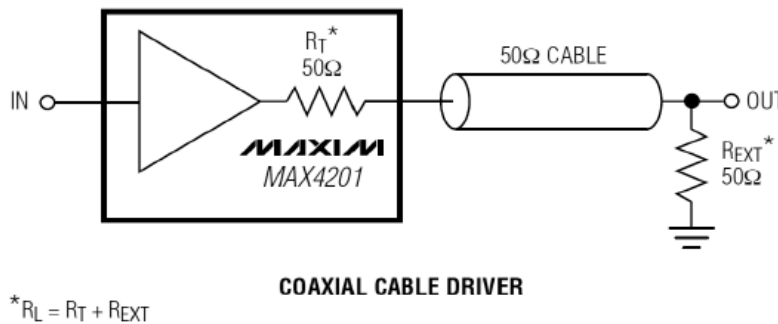 RT*
50Ω
50Ω CABLE
IN
OUT
MAXIM
MAX4201
REXT*
50Ω
COAXIAL CABLE DRIVER
*RL = RT + REXT